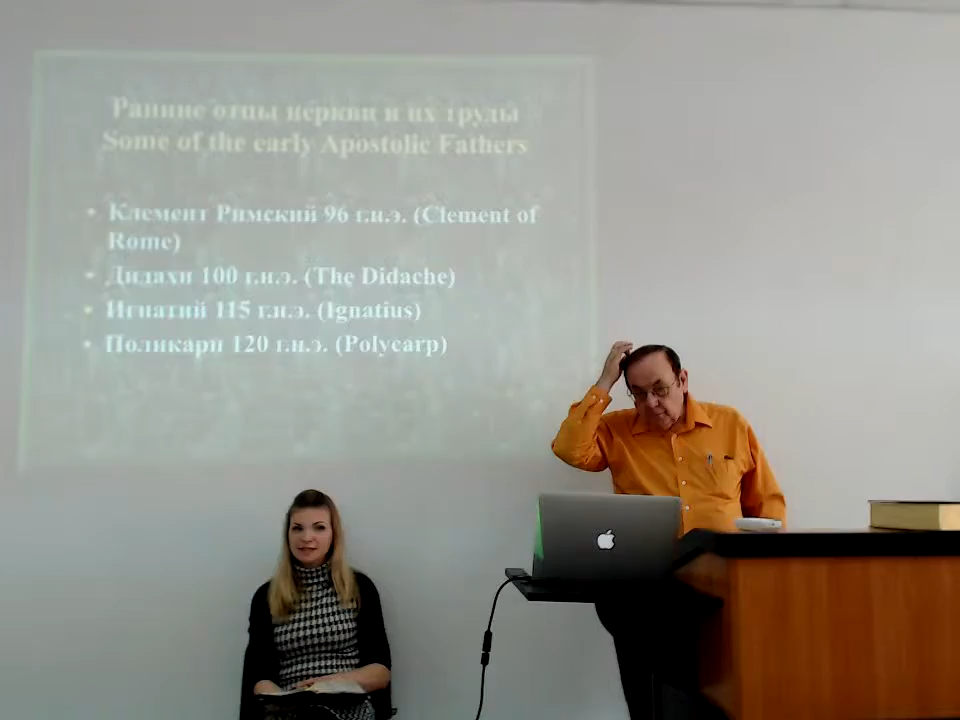 Ранние отцы церкви и их труды
Some of the early Apostolic Fathers
• Клемент Римский 96 г.н.э. (Clement of
Rome)
• Дидахи 100 г.н.э. (The Didache)
• Игнатий 115 г.н.э. (Ignatius)
• Поликарп 120 г.н.э. (Polycarp)